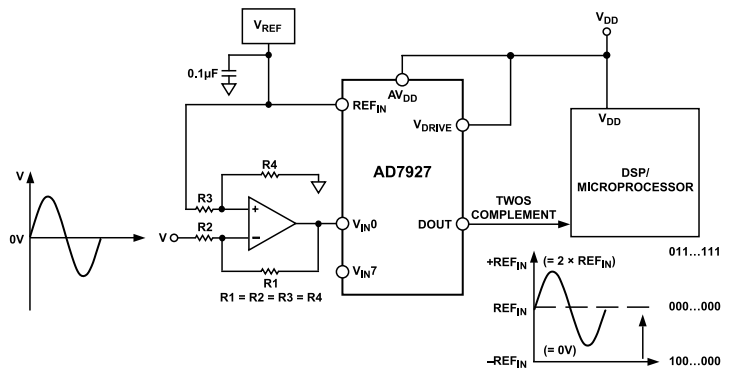 V_REF
0.1µF
V_DD
AV_DD
REF_IN
V_DRIVE
V_DD
DSP/
MICROPROCESSOR
AD7927
R4
R3
V
0V
V
R2
+
–
V_IN0
DOUT
TWOS
COMPLEMENT
R1
R1 = R2 = R3 = R4
V_IN7
011...111
+REF_IN
(= 2 × REF_IN)
REF_IN
000...000
(= 0V)
–REF_IN
100...000